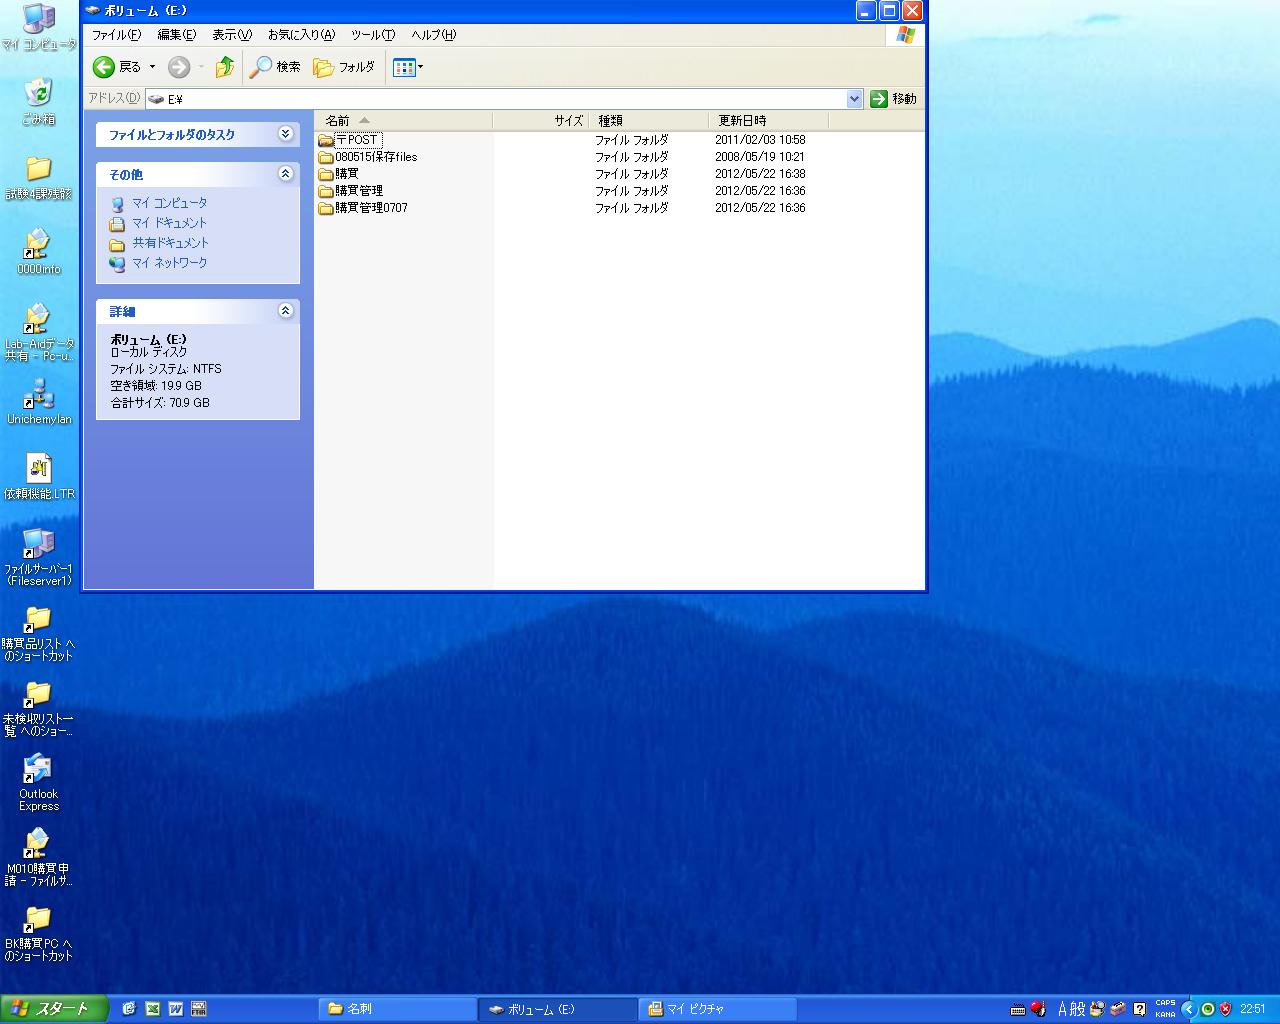 ボリューム (E:)
ファイル(F) 編集(E) 表示(V) お気に入り(A) ツール(T) ヘルプ(H)
戻る 検索 フォルダ
アドレス(D) E:¥ 移動
ファイルとフォルダのタスク
その他
マイ コンピュータ
マイ ドキュメント
共有ドキュメント
マイ ネットワーク
詳細
ボリューム (E:)
ローカル ディスク
ファイル システム: NTFS
空き領域: 19.9 GB
合計サイズ: 70.9 GB
名前 サイズ 種類 更新日時
〒POST ファイル フォルダ 2011/02/03 10:58
080515保存files ファイル フォルダ 2008/05/19 10:21
購買 ファイル フォルダ 2012/05/22 16:38
購買管理 ファイル フォルダ 2012/05/22 16:36
購買管理0707 ファイル フォルダ 2012/05/22 16:36
マイ コンピュータ
ごみ箱
試験4課残骸
0000info
Lab-Aidデータ
共有 - Pc-u...
Unichemylan
依頼機能.LTR
ファイルサーバー1
(Fileserver1)
購買品リスト へ
のショートカット
未検収リスト一
覧 へのショー...
Outlook
Express
M010購買申
請 - ファイルサ...
BK購買PC へ
のショートカット
スタート FTIR 名刺 ボリューム (E:) マイ ピクチャ A 般 CAPS 22:51
KANA